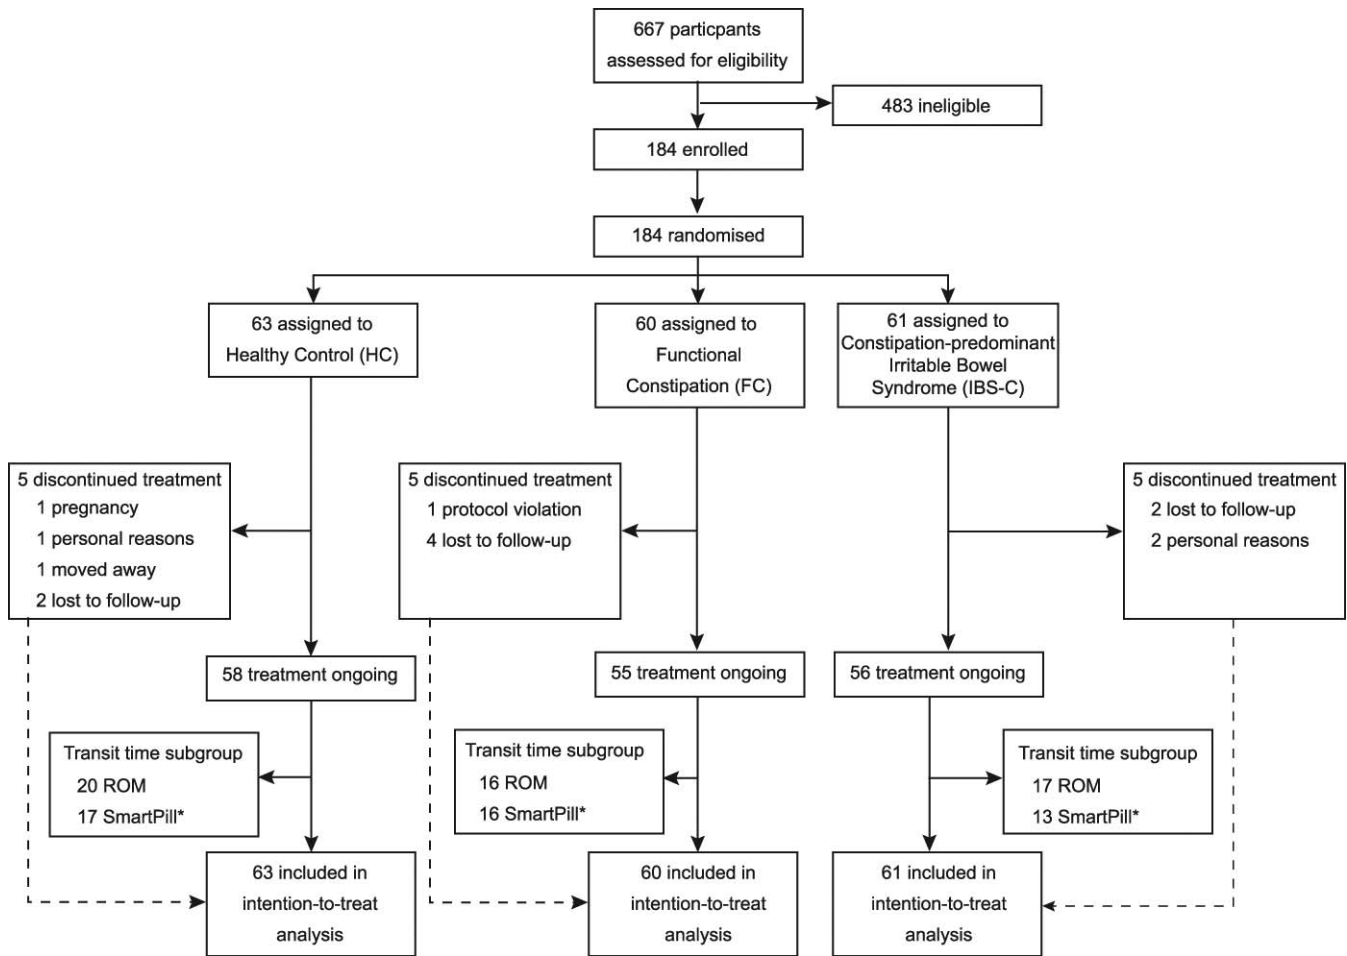 667 particpants
assessed for eligibility
483 ineligible
184 enrolled
184 randomised
63 assigned to
Healthy Control (HC)
60 assigned to
Functional
Constipation (FC)
61 assigned to
Constipation-predominant
Irritable Bowel
Syndrome (IBS-C)
5 discontinued treatment
1 pregnancy
1 personal reasons
1 moved away
2 lost to follow-up
5 discontinued treatment
1 protocol violation
4 lost to follow-up
5 discontinued treatment
2 lost to follow-up
2 personal reasons
58 treatment ongoing
55 treatment ongoing
56 treatment ongoing
Transit time subgroup
20 ROM
17 SmartPill*
Transit time subgroup
16 ROM
16 SmartPill*
Transit time subgroup
17 ROM
13 SmartPill*
63 included in
intention-to-treat
analysis
60 included in
intention-to-treat
analysis
61 included in
intention-to-treat
analysis